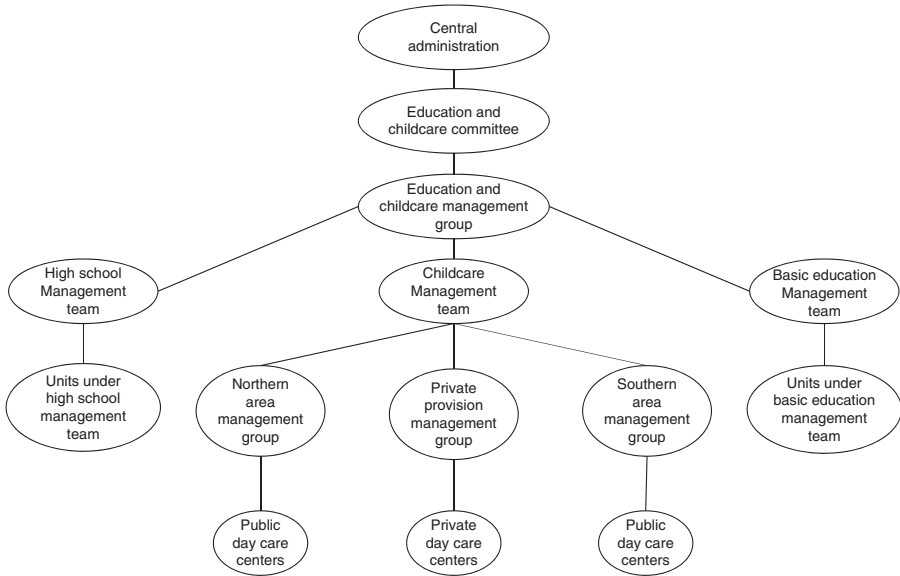 Central
administration
Education and
childcare committee
Education and
childcare management
group
High school
Management
team
Childcare
Management
team
Basic education
Management
team
Units under
high school
management
team
Northern
area
management
group
Private
provision
management
group
Southern
area
management
group
Units under
basic education
management
team
Public
day care
centers
Private
day care
centers
Public
day care
centers